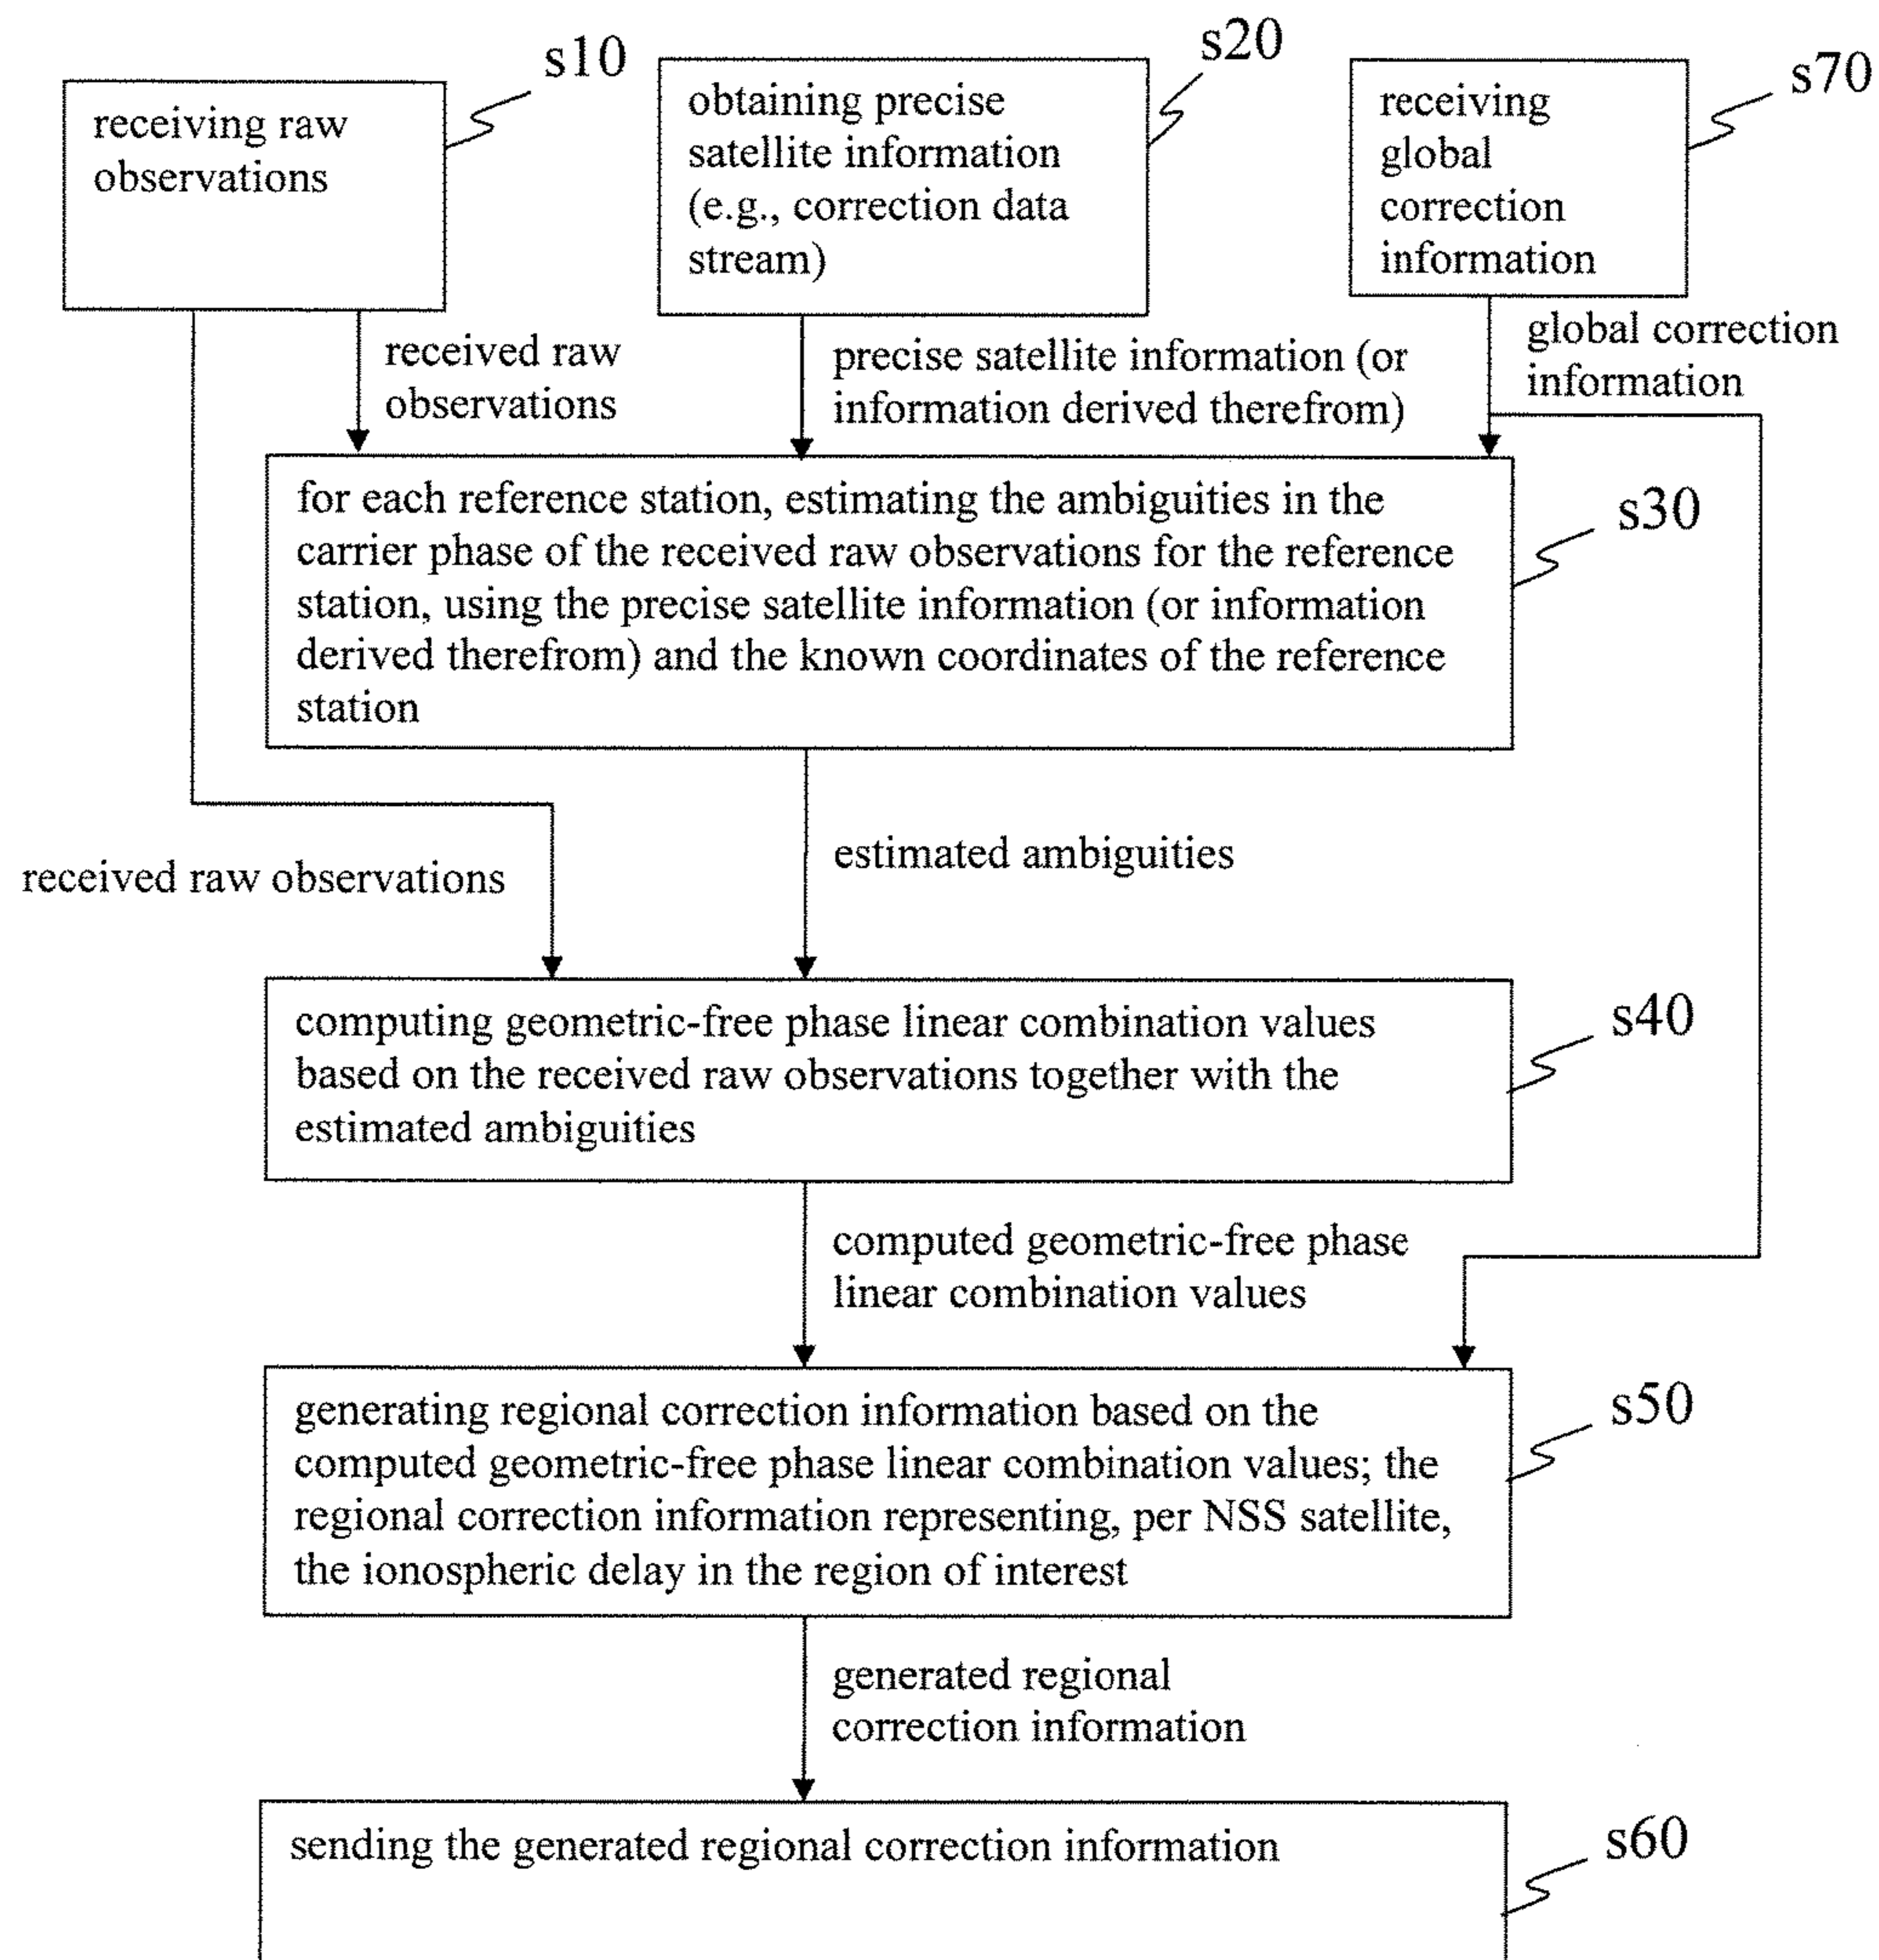 s10
receiving raw
observations
s20
obtaining precise
satellite information
(e.g., correction data
stream)
s70
receiving
global
correction
information
received raw
observations
precise satellite information (or
information derived therefrom)
global correction
information
for each reference station, estimating the ambiguities in the
carrier phase of the received raw observations for the reference
station, using the precise satellite information (or information
derived therefrom) and the known coordinates of the reference
station
s30
received raw observations
estimated ambiguities
computing geometric-free phase linear combination values
based on the received raw observations together with the
estimated ambiguities
s40
computed geometric-free phase
linear combination values
generating regional correction information based on the
computed geometric-free phase linear combination values; the
regional correction information representing, per NSS satellite,
the ionospheric delay in the region of interest
s50
generated regional
correction information
sending the generated regional correction information
s60